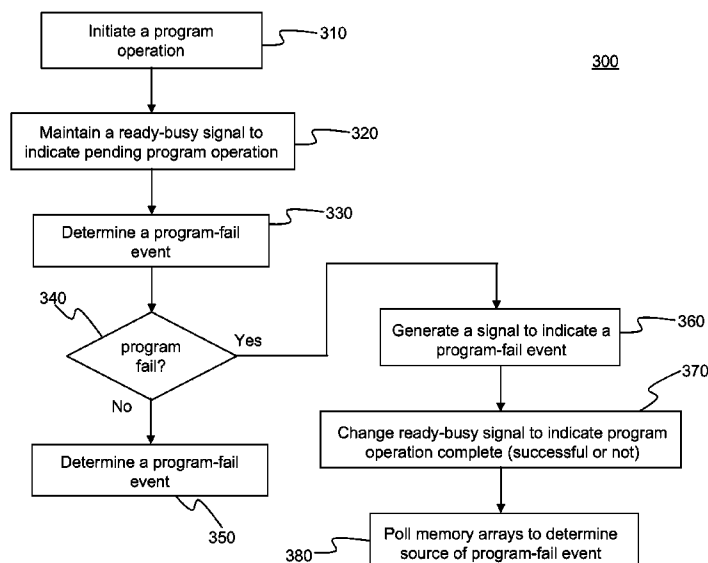 Initiate a program
operation
310
300
Maintain a ready-busy signal to
indicate pending program operation
320
330
Determine a program-fail
event
340
program
fail?
Yes
No
Generate a signal to indicate a
program-fail event
360
370
Change ready-busy signal to indicate program
operation complete (successful or not)
Determine a program-fail
event
350
Poll memory arrays to determine
source of program-fail event
380